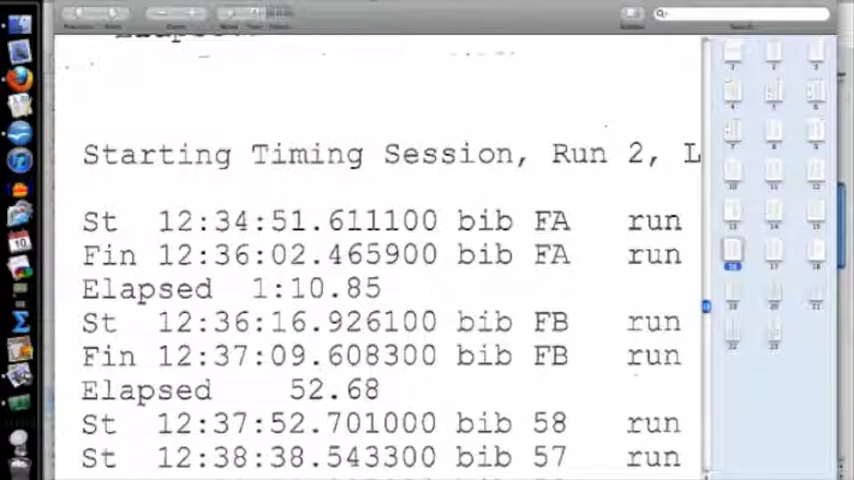 Starting Timing Session, Run 2, L
St 12:34:51.611100 bib FA run
Fin 12:36:02.465900 bib FA run
Elapsed 1:10.85
St 12:36:16.926100 bib FB run
Fin 12:37:09.608300 bib FB run
Elapsed 52.68
St 12:37:52.701000 bib 58 run
St 12:38:38.543300 bib 57 run